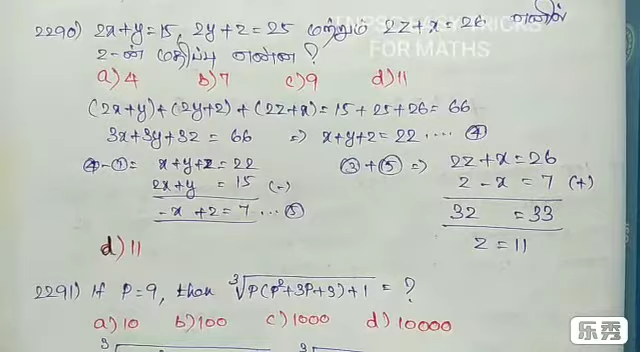 2290) 2x+y=15, 2y+z=25 மற்றும் 2z+x=26 எனில்
z-ன் மதிப்பு என்ன ?
a) 4 b) 7 c) 9 d) 11
(2x+y)+(2y+z)+(2z+x)=15+25+26=66
3x+3y+3z = 66 => x+y+z=22 .... ④
④-①= x+y+z=22
2x+y = 15 (-)
-x +z=7 ... ⑤
③+⑤ => 2z+x=26
z-x=7 (+)
3z =33
z=11
d) 11
2291) If P=9, then ∛P(P²+3P+3)+1 = ?
a) 10 b) 100 c) 1000 d) 10000
FOR MATHS
乐秀